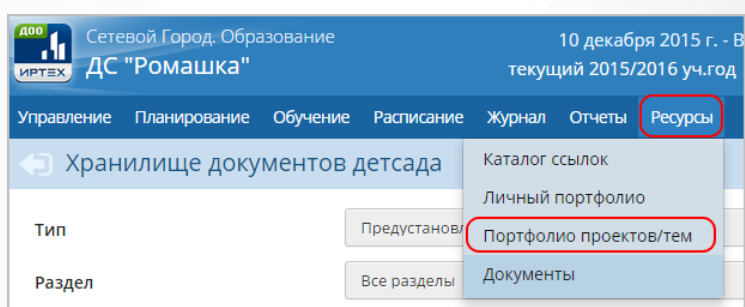 ДОО
ИРТЕХ
Сетевой Город. Образование
ДС "Ромашка"
10 декабря 2015 г. - В
текущий 2015/2016 уч.год
Управление Планирование Обучение Расписание Журнал Отчеты Ресурсы
Хранилище документов детсада
Каталог ссылок
Личный портфолио
Тип
Предустановл
Портфолио проектов/тем
Раздел
Все разделы
Документы